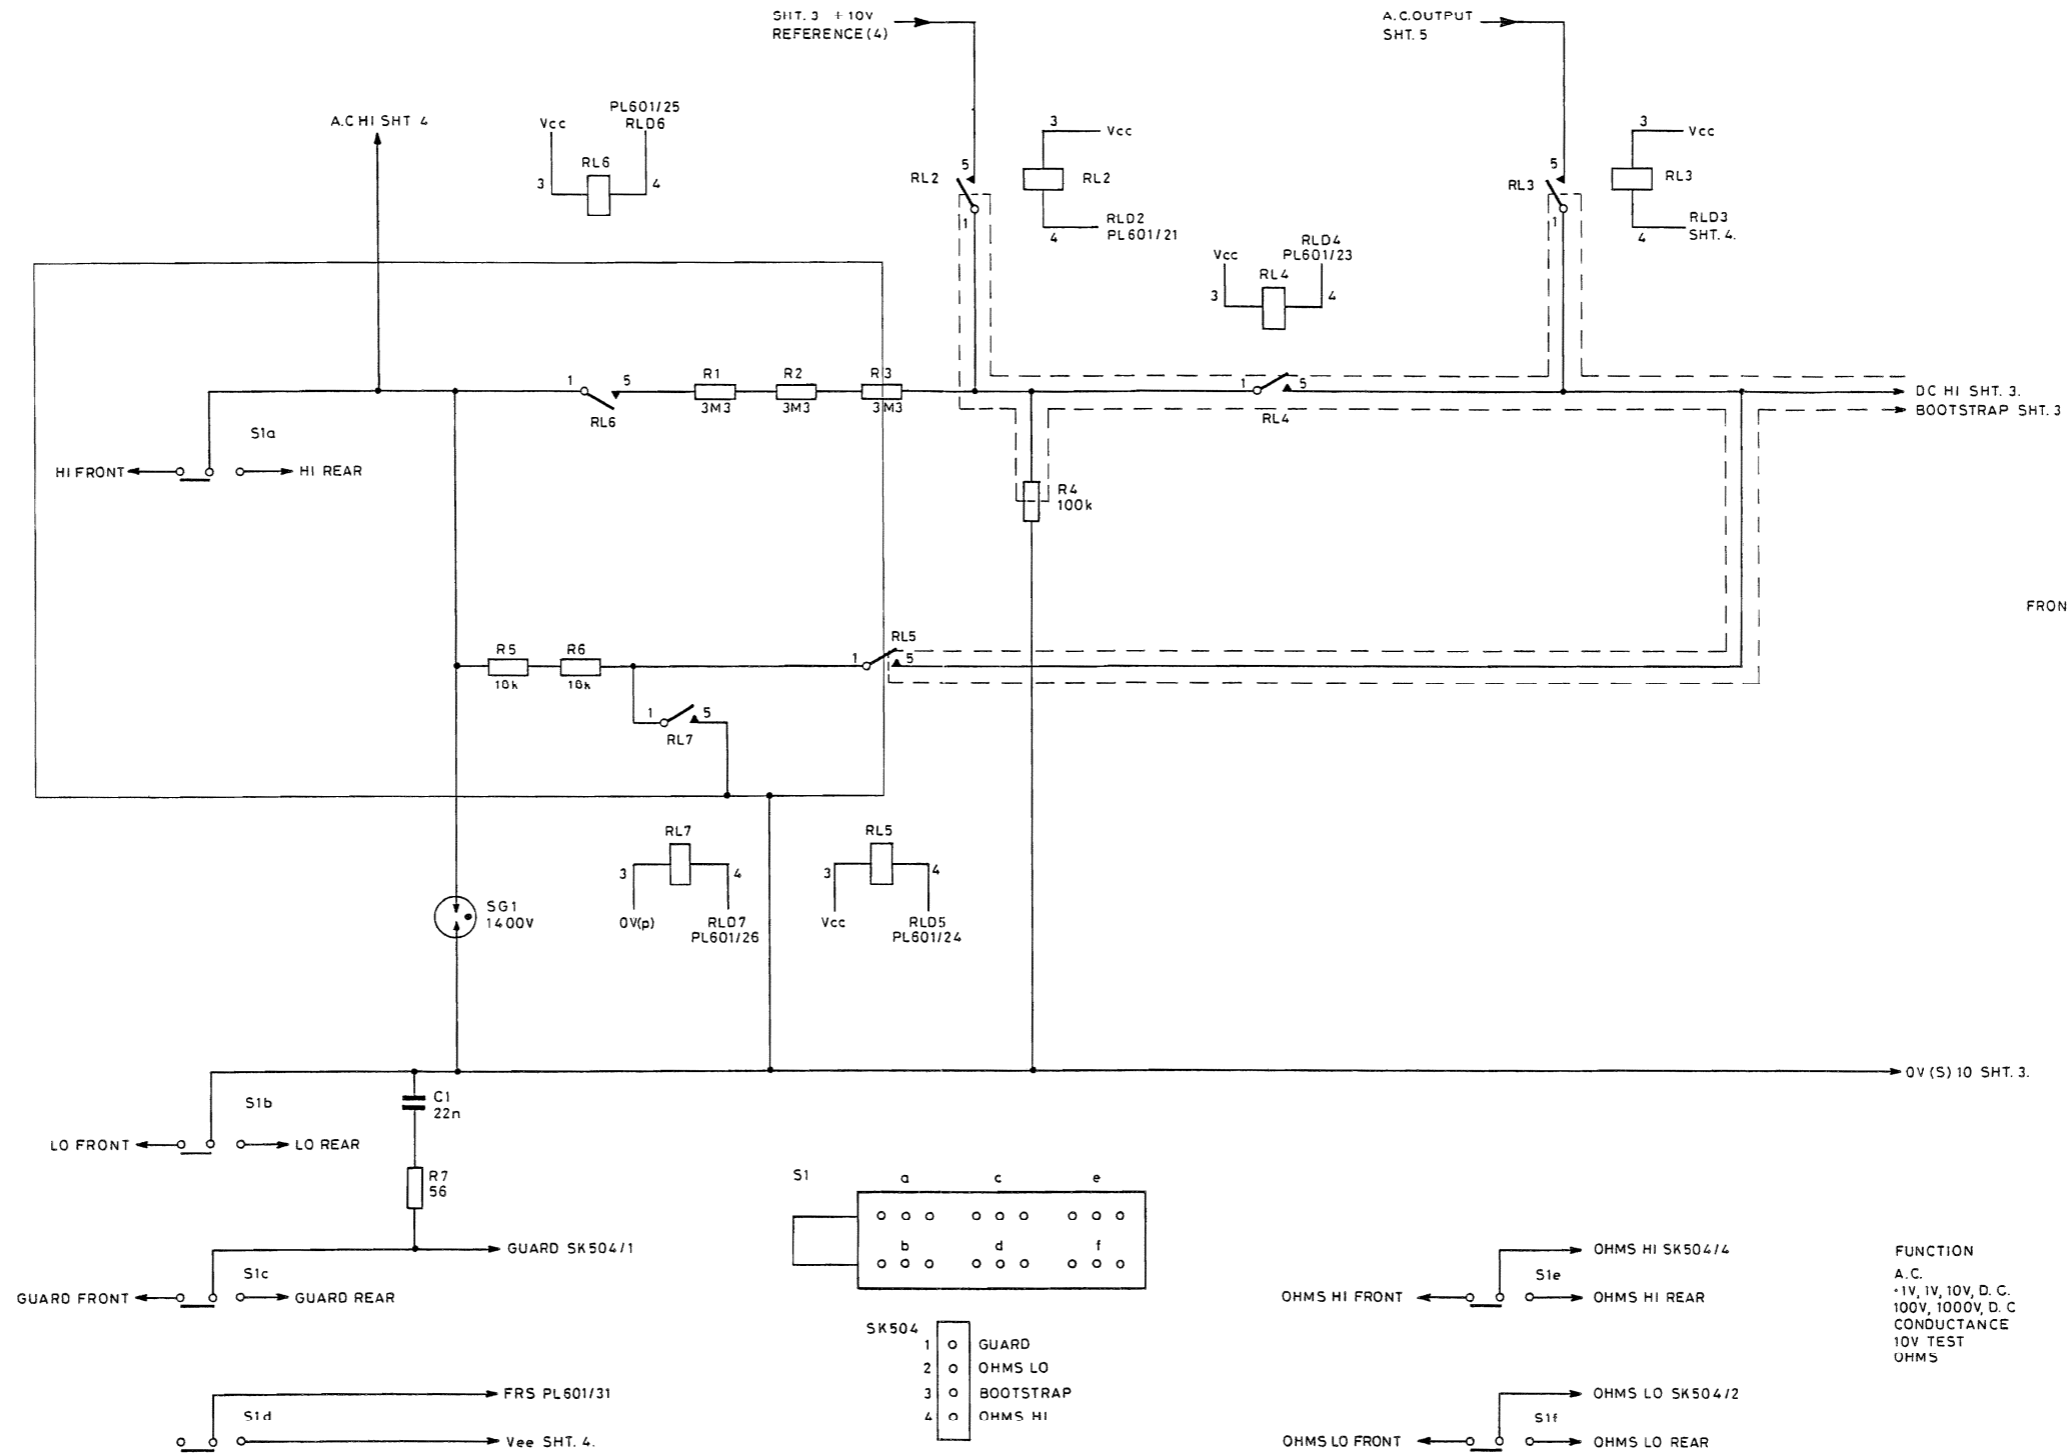 SHT. 3 +10V
REFERENCE (4)
A.C. OUTPUT
SHT. 5
A.C HI SHT 4
PL601/25
RLD6
Vcc
RL6
3
4
RL2
5
1
3
Vcc
RL2
4
RLD2
PL601/21
RL3
5
1
3
Vcc
RL3
4
RLD3
SHT. 4.
RLD4
PL601/23
Vcc
RL4
3
4
1
5
RL6
R1
3M3
R2
3M3
R3
3M3
1
5
RL4
DC HI SHT. 3.
BOOTSTRAP SHT. 3
S1a
HI FRONT
HI REAR
R4
100k
FRON
R5
10k
R6
10k
RL5
1
5
1
5
RL7
RL7
3
4
0V(p)
RLD7
PL601/26
RL5
3
4
Vcc
RLD5
PL601/24
SG1
1400V
0V (S) 10 SHT. 3.
C1
22n
S1b
LO FRONT
LO REAR
R7
56
GUARD SK504/1
S1c
GUARD FRONT
GUARD REAR
FRS PL601/31
S1d
Vee SHT. 4.
S1
a
c
e
b
d
f
SK504
1 GUARD
2 OHMS LO
3 BOOTSTRAP
4 OHMS HI
OHMS HI SK504/4
S1e
OHMS HI FRONT
OHMS HI REAR
OHMS LO SK504/2
S1f
OHMS LO FRONT
OHMS LO REAR
FUNCTION
A.C.
·1V, 1V, 10V, D. C.
100V, 1000V, D. C
CONDUCTANCE
10V TEST
OHMS